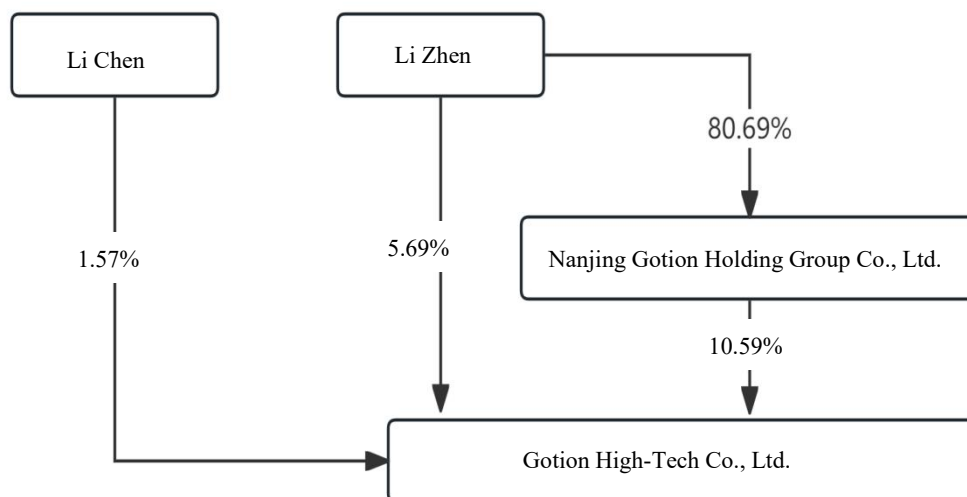 Li Chen
Li Zhen
80.69%
1.57%
5.69%
Nanjing Gotion Holding Group Co., Ltd.
10.59%
Gotion High-Tech Co., Ltd.